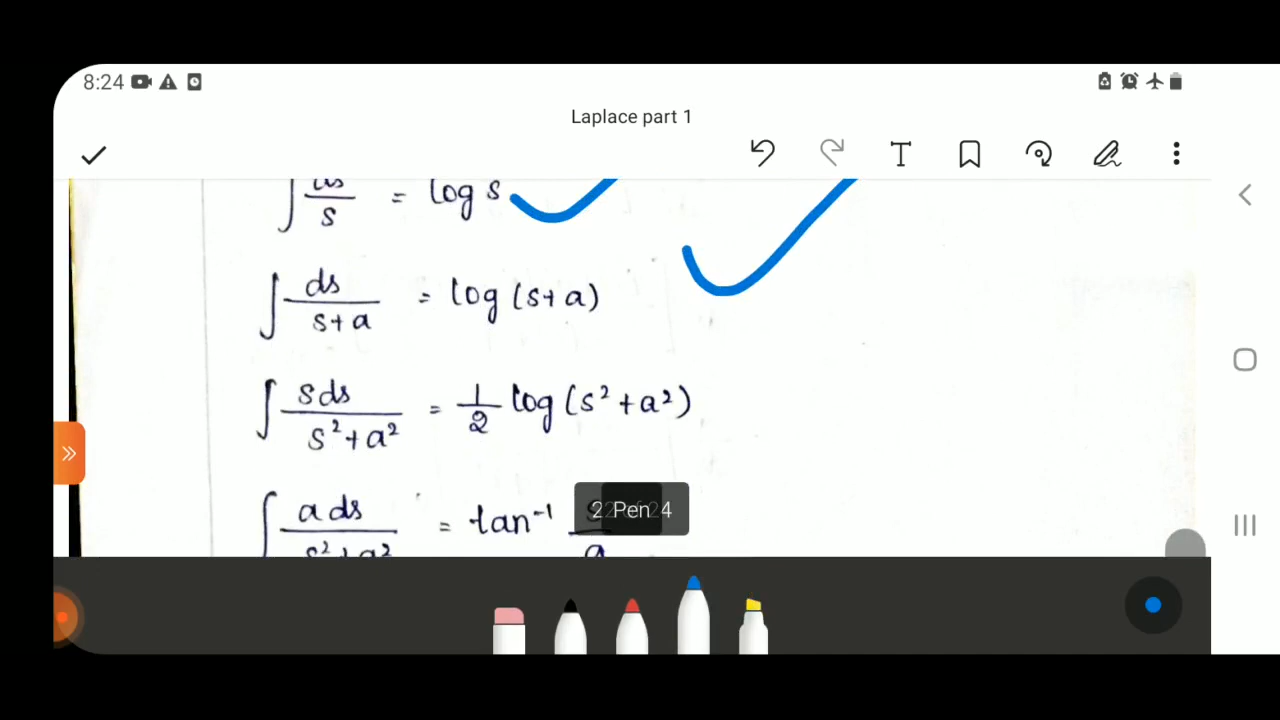 8:24
Laplace part 1
T
∫ ds/s = log s
∫ ds/(s+a) = log (s+a)
∫ sds/(s²+a²) = 1/2 log (s²+a²)
∫ a ds/(s²+a²) = tan⁻¹ s/a
Pen